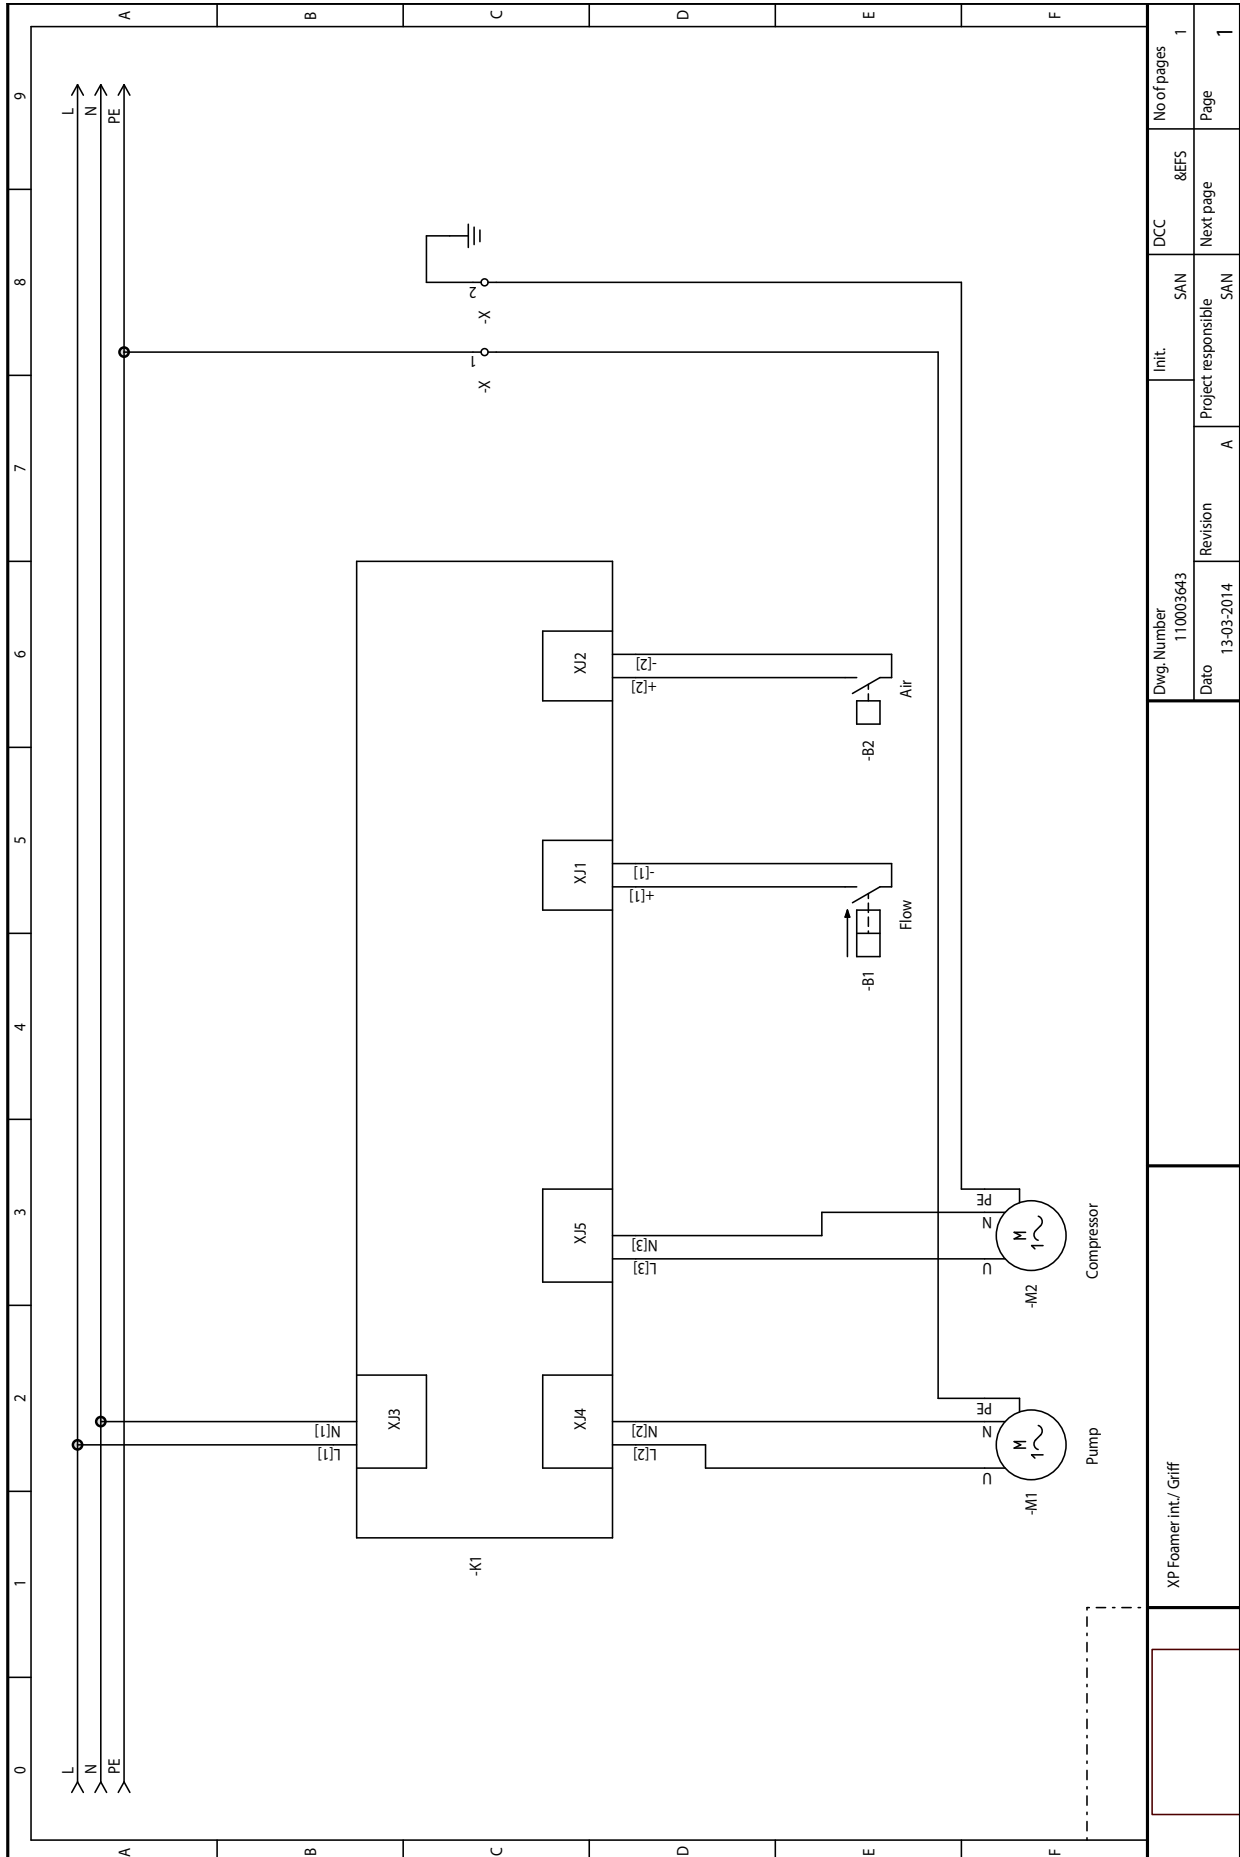 0 1 2 3 4 5 6 7 8 9
A
B
C
D
E
F
A
B
C
D
E
F
L
N
PE
L
N
PE
L[1]
N[1]
XJ3
-K1
XJ4
XJ5
XJ1
XJ2
L[2]
N[2]
L[3]
N[3]
+[1]
-[1]
+[2]
-[2]
-X
1
-X
2
-B1
Flow
-B2
Air
U
N
PE
-M1
M
1
Pump
U
N
PE
-M2
M
1
Compressor
XP Foamer int./ Griff
Dwg. Number
110003643
Init.
SAN
DCC
&EFS
No of pages
1
Dato
13-03-2014
Revision
A
Project responsible
SAN
Next page
Page
1